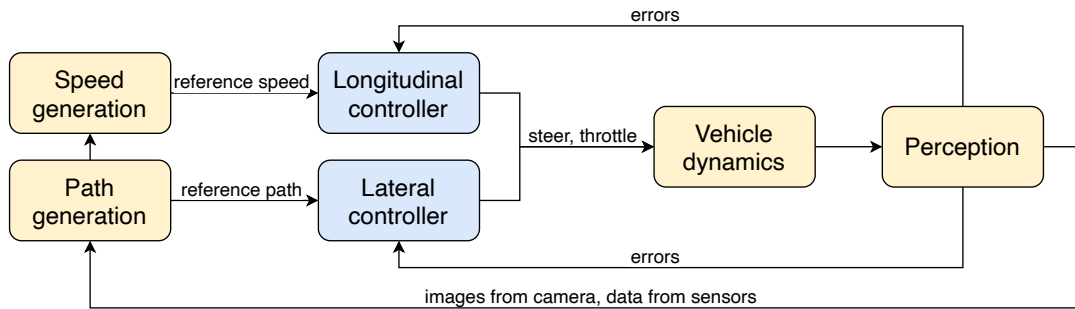 errors
Speed
generation
reference speed
Longitudinal
controller
steer, throttle
Vehicle
dynamics
Perception
Path
generation
reference path
Lateral
controller
errors
images from camera, data from sensors